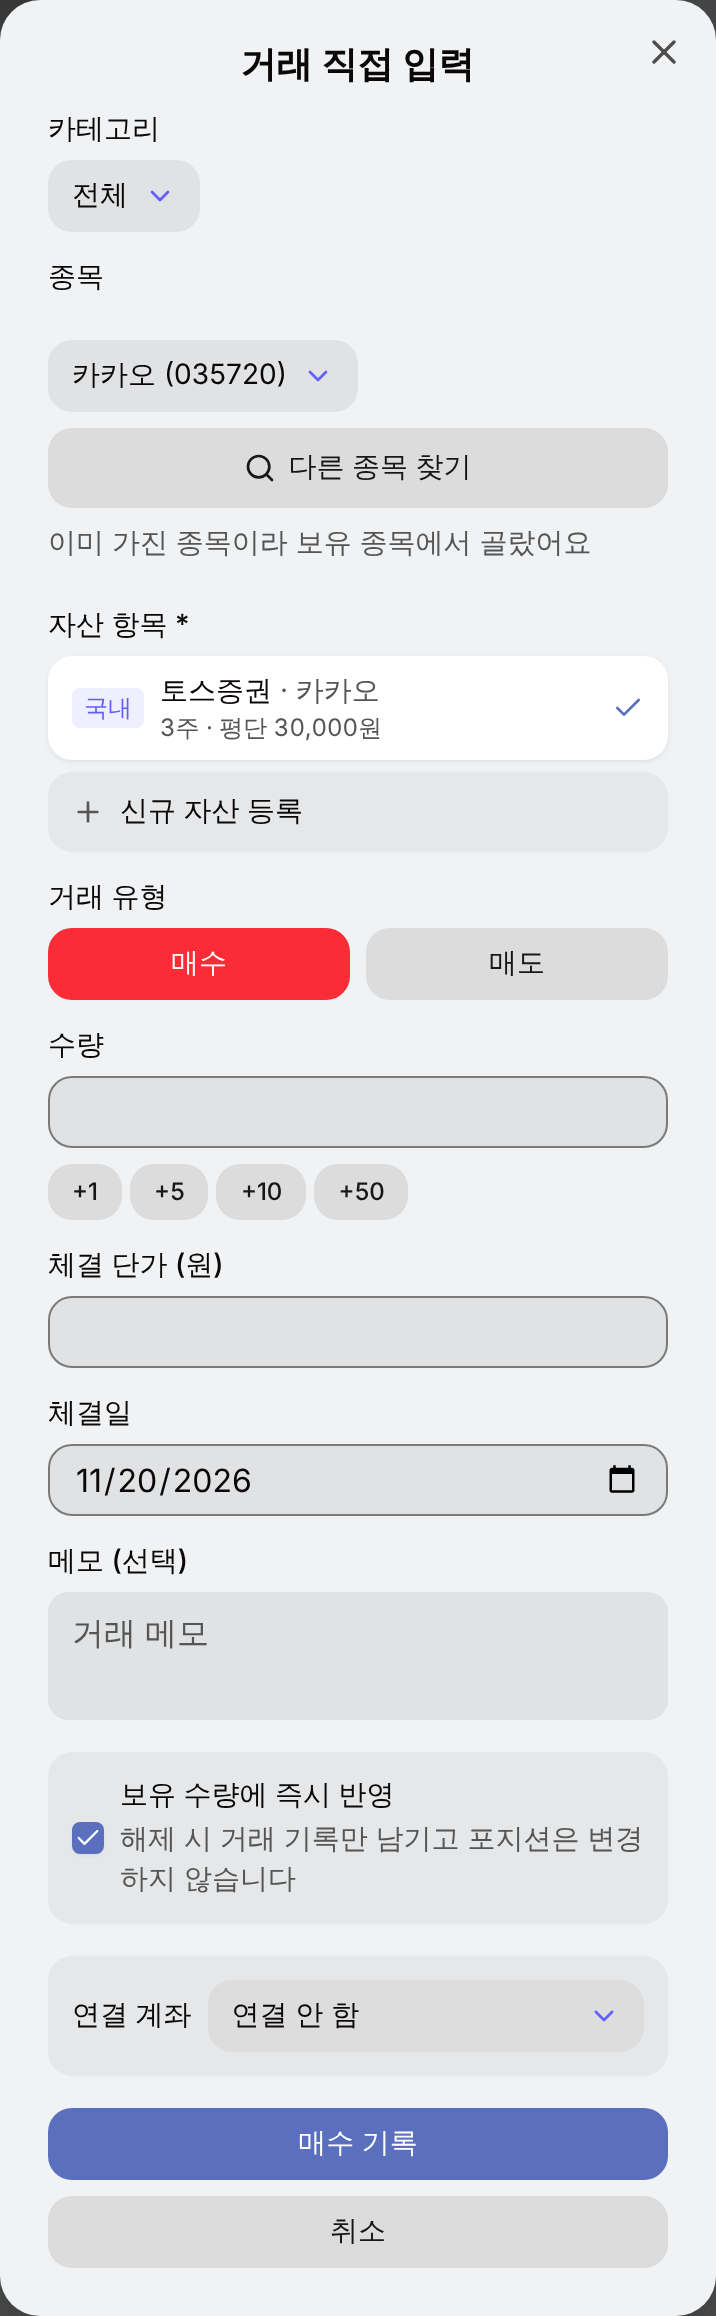 거래 직접 입력
카테고리
전체
종목
카카오 (035720)
다른 종목 찾기
이미 가진 종목이라 보유 종목에서 골랐어요
자산 항목 *
국내
토스증권 · 카카오
3주 · 평단 30,000원
신규 자산 등록
거래 유형
매수 매도
수량
+1 +5 +10 +50
체결 단가 (원)
체결일
11/20/2026
메모 (선택)
거래 메모
보유 수량에 즉시 반영
해제 시 거래 기록만 남기고 포지션은 변경
하지 않습니다
연결 계좌 연결 안 함
매수 기록
취소